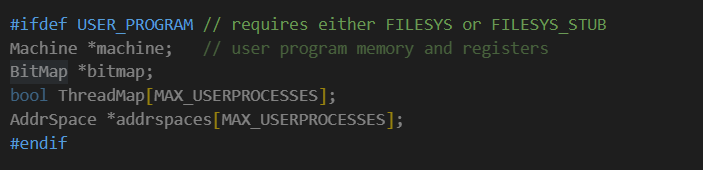 #ifdef USER_PROGRAM // requires either FILESYS or FILESYS_STUB
Machine *machine;   // user program memory and registers
BitMap *bitmap;
bool ThreadMap[MAX_USERPROCESSES];
AddrSpace *addrspaces[MAX_USERPROCESSES];
#endif